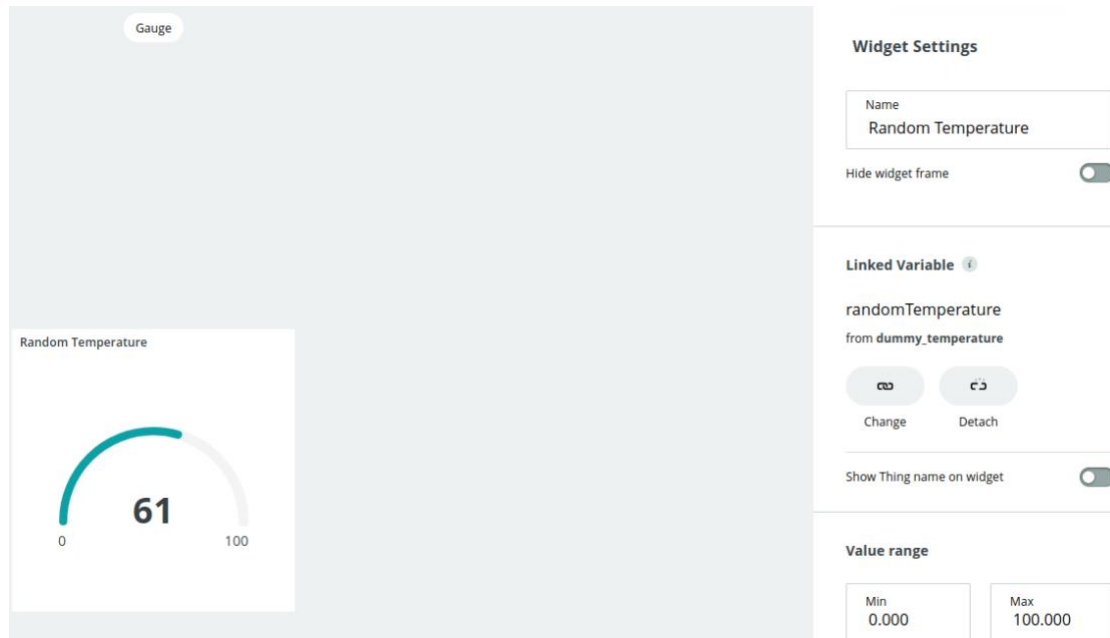 Gauge
Random Temperature
61
0 100
Widget Settings
Name
Random Temperature
Hide widget frame
Linked Variable i
randomTemperature
from dummy_temperature
Change Detach
Show Thing name on widget
Value range
Min Max
0.000 100.000